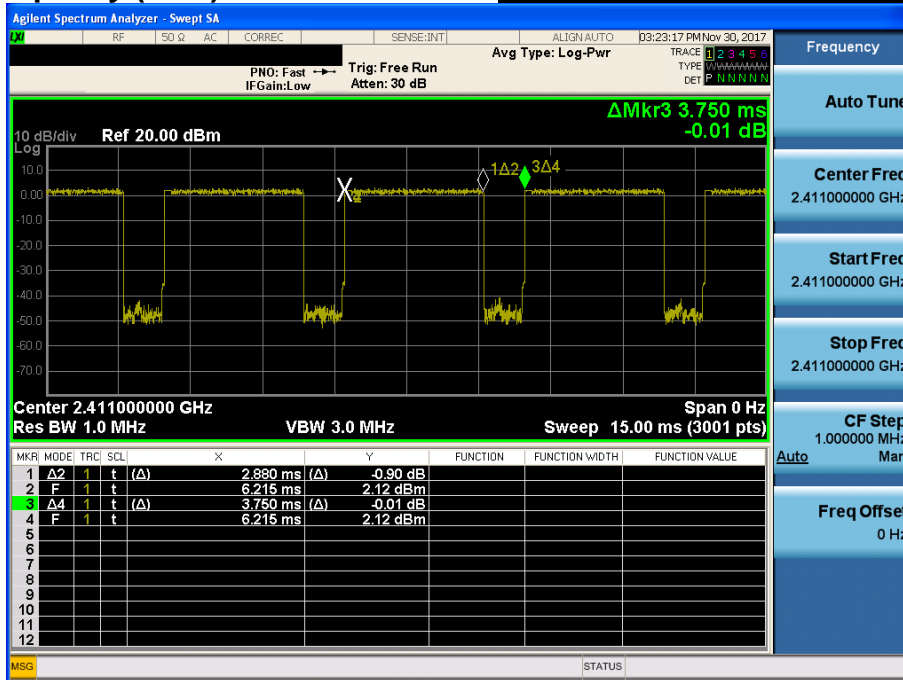 Agilent Spectrum Analyzer - Swept SA
LXI RF 50 Ω AC CORREC SENSE:INT ALIGN AUTO 03:23:17 PM Nov 30, 2017
Avg Type: Log-Pwr TRACE 1 2 3 4 5 6
PNO: Fast Trig: Free Run TYPE WWWWWW
IFGain:Low Atten: 30 dB DET P N N N N N
ΔMkr3 3.750 ms
10 dB/div Ref 20.00 dBm -0.01 dB
Log
10.0
0.00
-10.0
-20.0
-30.0
-40.0
-50.0
-60.0
-70.0
1Δ2 3Δ4
X
Center 2.411000000 GHz Span 0 Hz
Res BW 1.0 MHz VBW 3.0 MHz Sweep 15.00 ms (3001 pts)
MKR MODE TRC SCL X Y FUNCTION FUNCTION WIDTH FUNCTION VALUE
1 Δ2 1 t (Δ) 2.880 ms (Δ) -0.90 dB
2 F 1 t 6.215 ms 2.12 dBm
3 Δ4 1 t (Δ) 3.750 ms (Δ) -0.01 dB
4 F 1 t 6.215 ms 2.12 dBm
5
6
7
8
9
10
11
12
MSG STATUS
Frequency
Auto Tune
Center Freq
2.411000000 GHz
Start Freq
2.411000000 GHz
Stop Freq
2.411000000 GHz
CF Step
1.000000 MHz
Auto Man
Freq Offset
0 Hz